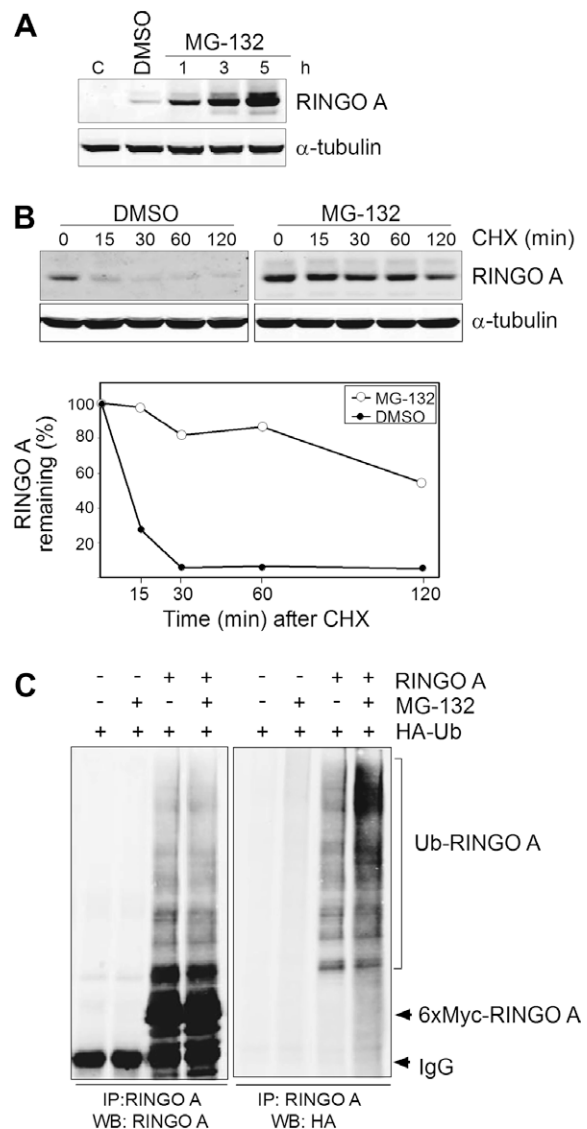 A
C DMSO MG-132
1 3 5 h
RINGO A
α-tubulin
B
DMSO MG-132
0 15 30 60 120 0 15 30 60 120 CHX (min)
RINGO A
α-tubulin
RINGO A remaining (%)
100
80
60
40
20
MG-132
DMSO
15 30 60 120
Time (min) after CHX
C
- - + + - - + + RINGO A
- + - + - + - + MG-132
+ + + + + + + + HA-Ub
Ub-RINGO A
6xMyc-RINGO A
IgG
IP:RINGO A IP: RINGO A
WB: RINGO A WB: HA